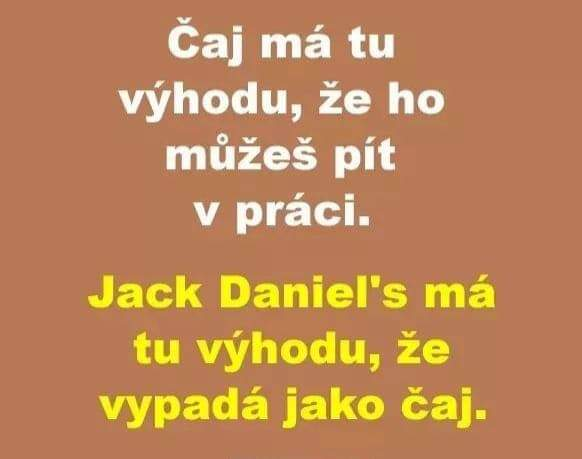 Čaj má tu
výhodu, že ho
můžeš pít
v práci.
Jack Daniel's má
tu výhodu, že
vypadá jako čaj.